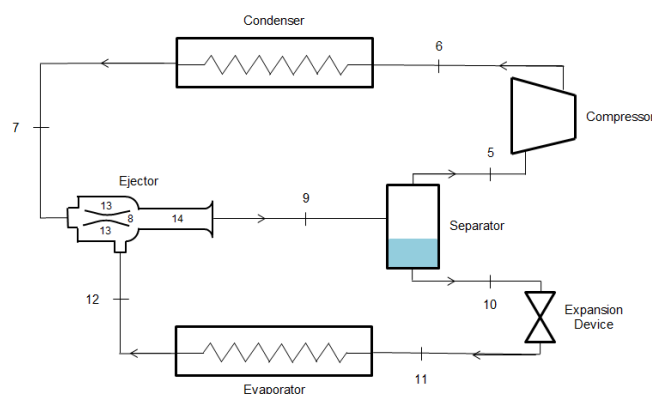 Condenser
6
7
Compressor
5
Ejector
13
8
14
13
9
Separator
12
10
Expansion
Device
11
Evaporator